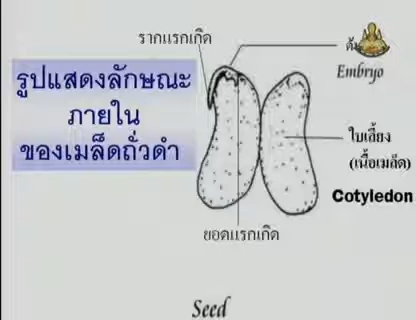 รากแรกเกิด
Embryo
รูปแสดงลักษณะ
ภายใน
ของเมล็ดถั่วดำ
ใบเลี้ยง
(เนื้อเมล็ด)
Cotyledon
ยอดแรกเกิด
Seed